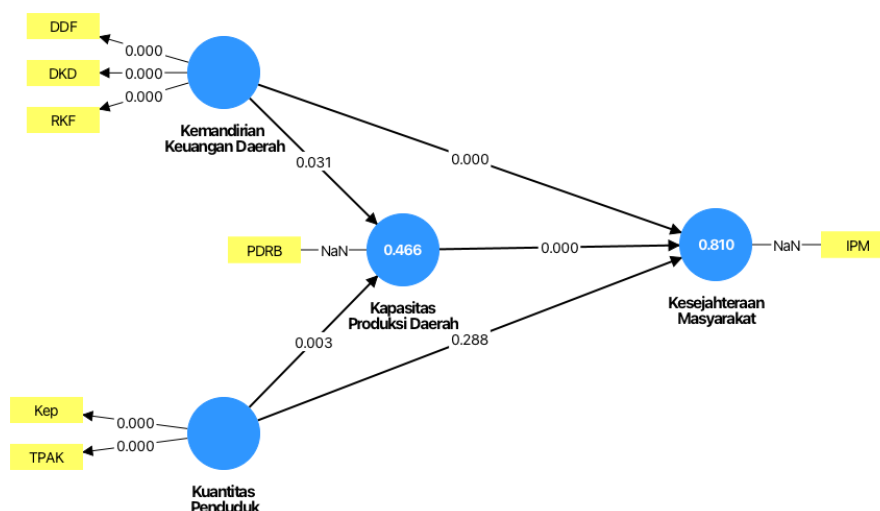 DDF
0.000
DKD
0.000
RKF
0.000
Kemandirian
Keuangan Daerah
0.031
0.000
PDRB
NaN
0.466
0.000
0.810
NaN
IPM
Kapasitas
Produksi Daerah
Kesejahteraan
Masyarakat
0.003
0.288
Kep
0.000
TPAK
0.000
Kuantitas
Penduduk